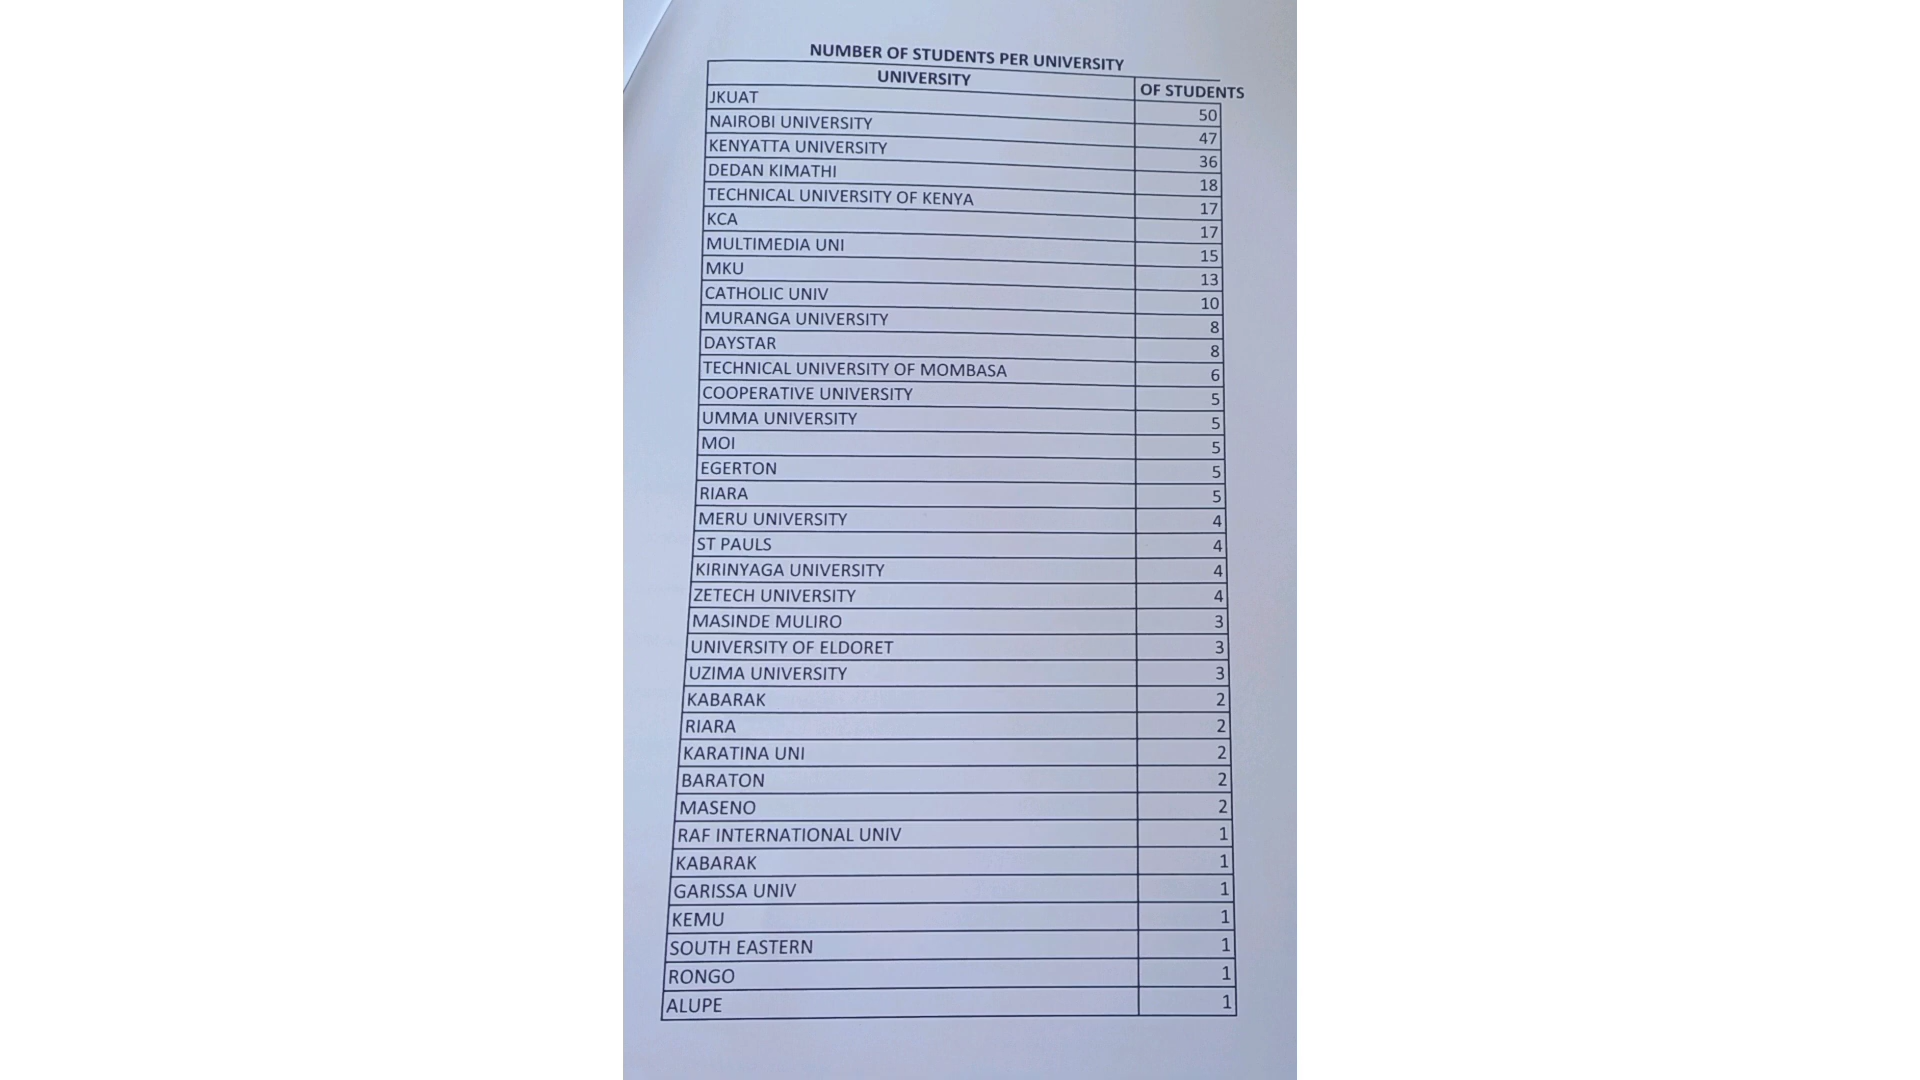 NUMBER OF STUDENTS PER UNIVERSITY
UNIVERSITY OF STUDENTS
JKUAT 50
NAIROBI UNIVERSITY 47
KENYATTA UNIVERSITY 36
DEDAN KIMATHI 18
TECHNICAL UNIVERSITY OF KENYA 17
KCA 17
MULTIMEDIA UNI 15
MKU 13
CATHOLIC UNIV 10
MURANGA UNIVERSITY 8
DAYSTAR 8
TECHNICAL UNIVERSITY OF MOMBASA 6
COOPERATIVE UNIVERSITY 5
UMMA UNIVERSITY 5
MOI 5
EGERTON 5
RIARA 5
MERU UNIVERSITY 4
ST PAULS 4
KIRINYAGA UNIVERSITY 4
ZETECH UNIVERSITY 4
MASINDE MULIRO 3
UNIVERSITY OF ELDORET 3
UZIMA UNIVERSITY 3
KABARAK 2
RIARA 2
KARATINA UNI 2
BARATON 2
MASENO 2
RAF INTERNATIONAL UNIV 1
KABARAK 1
GARISSA UNIV 1
KEMU 1
SOUTH EASTERN 1
RONGO 1
ALUPE 1